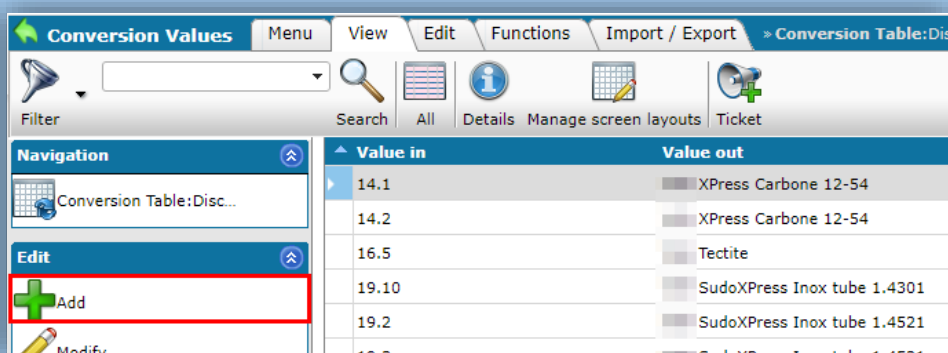 Conversion Values Menu View Edit Functions Import / Export » Conversion Table:Dis
Filter Search All Details Manage screen layouts Ticket
Navigation
Conversion Table:Disc...
Edit
Add
Modify
Value in Value out
14.1 XPress Carbone 12-54
14.2 XPress Carbone 12-54
16.5 Tectite
19.10 SudoXPress Inox tube 1.4301
19.2 SudoXPress Inox tube 1.4521